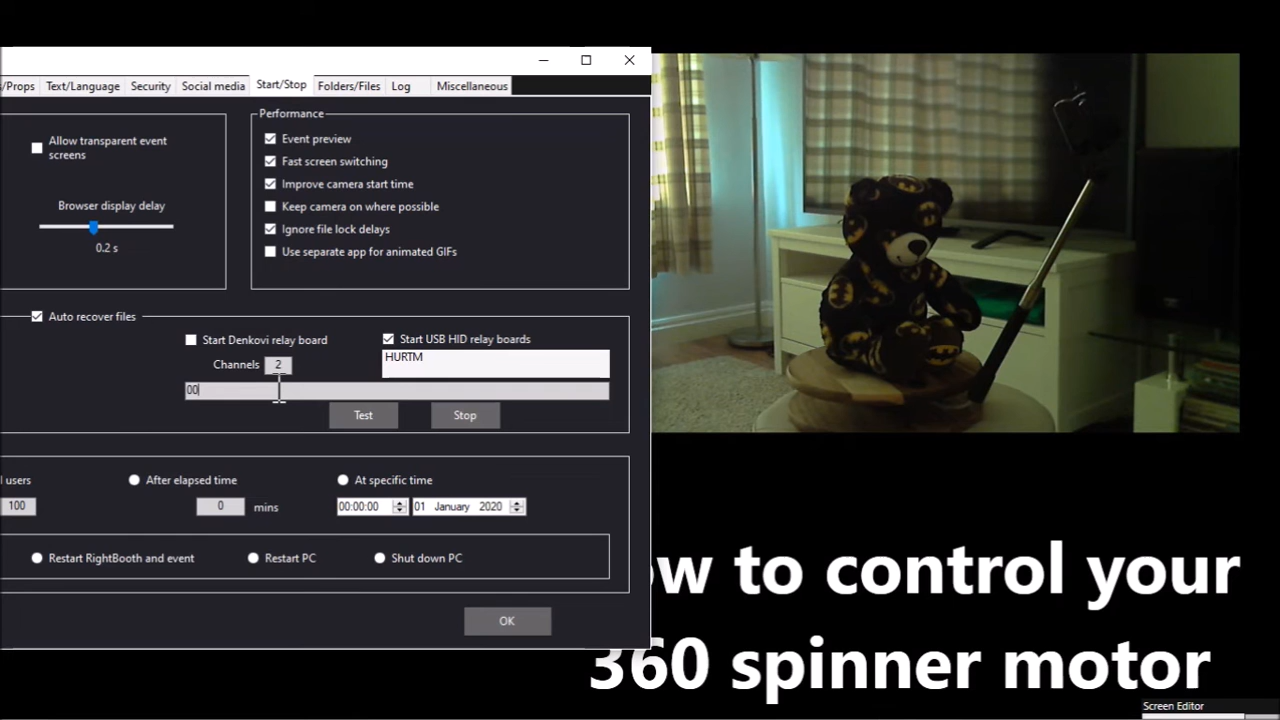 /Props Text/Language Security Social media Start/Stop Folders/Files Log Miscellaneous
Allow transparent event
screens
Browser display delay
0.2 s
Performance
Event preview
Fast screen switching
Improve camera start time
Keep camera on where possible
Ignore file lock delays
Use separate app for animated GIFs
Auto recover files
Start Denkovi relay board
Start USB HID relay boards
Channels 2
HURTM
00
Test Stop
users After elapsed time At specific time
100 0 mins 00:00:00 01 January 2020
Restart RightBooth and event Restart PC Shut down PC
OK
ow to control your
360 spinner motor
Screen Editor